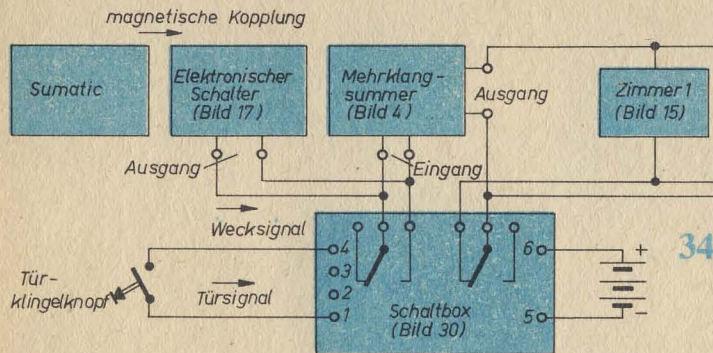 magnetische Kopplung
Sumatic
Elektronischer
Schalter
(Bild 17)
Mehrklang-
summer
(Bild 4)
Ausgang
Zimmer 1
(Bild 15)
Ausgang
Eingang
Wecksignal
Tür-
klingelknopf
Türsignal
4
3
2
1
Schaltbox
(Bild 30)
6
5
+
–
34